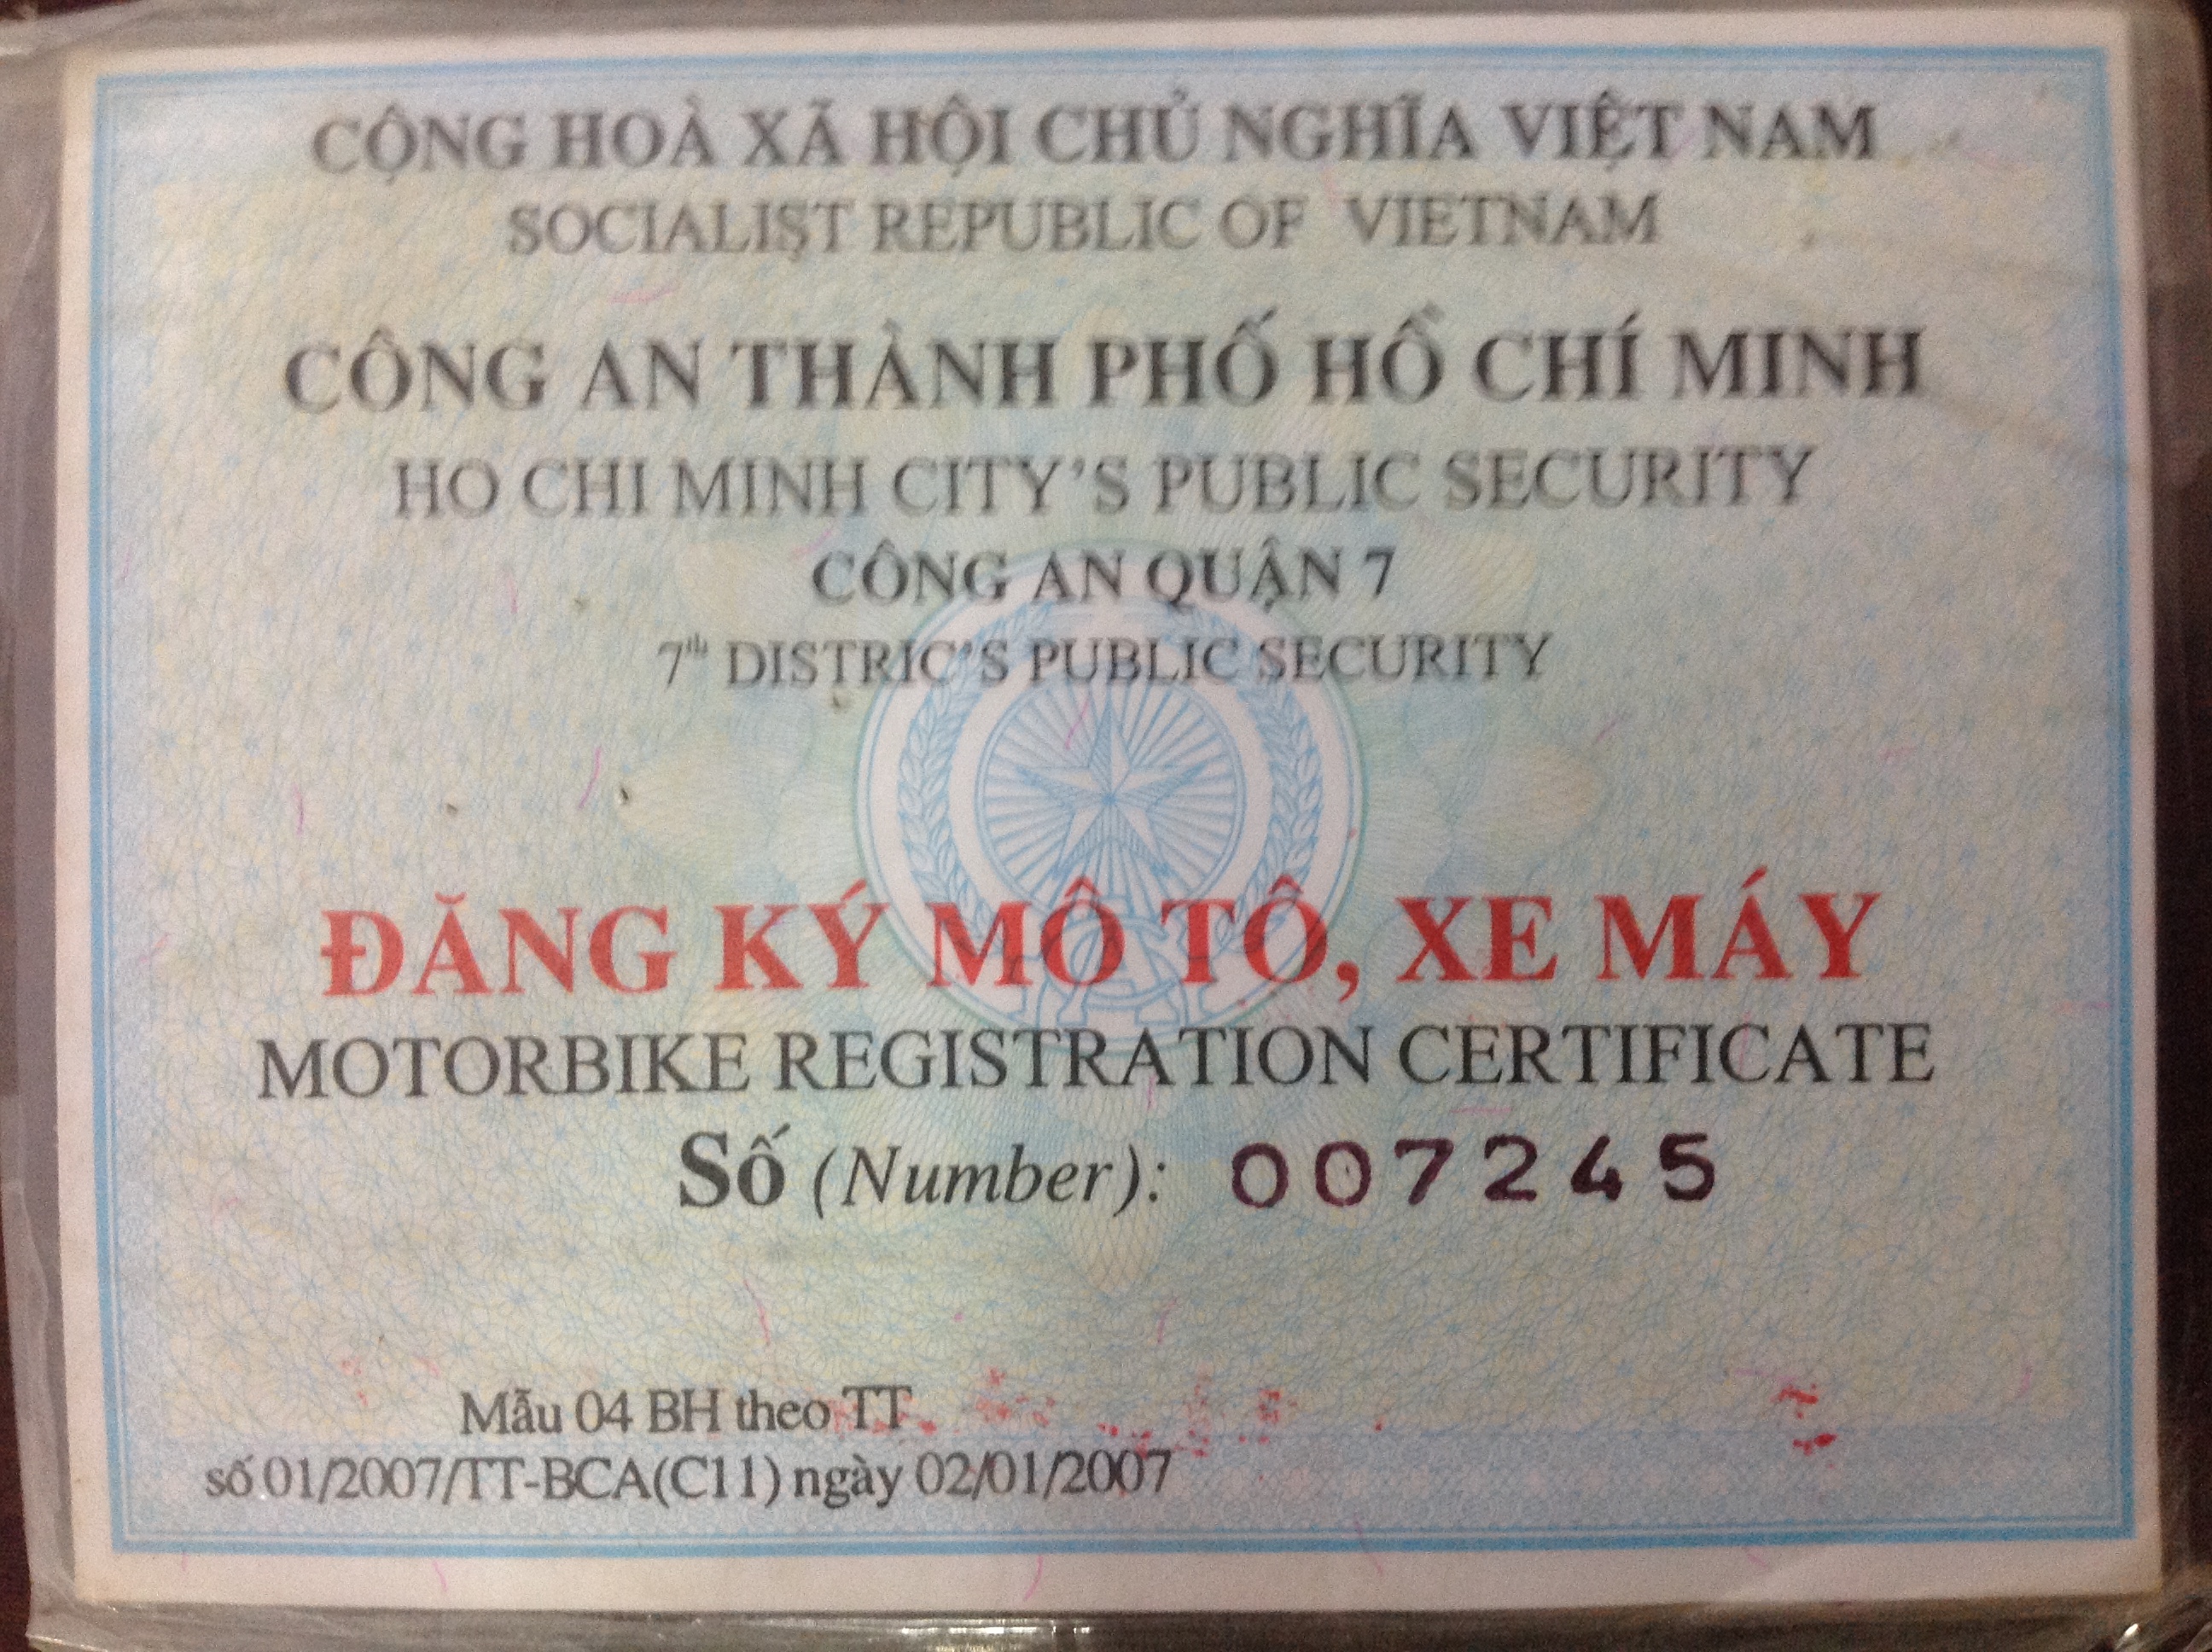 CỘNG HOÀ XÃ HỘI CHỦ NGHĨA VIỆT NAM
SOCIALIST REPUBLIC OF VIETNAM
CÔNG AN THÀNH PHỐ HỒ CHÍ MINH
HO CHI MINH CITY'S PUBLIC SECURITY
CÔNG AN QUẬN 7
7th DISTRIC'S PUBLIC SECURITY
ĐĂNG KÝ MÔ TÔ, XE MÁY
MOTORBIKE REGISTRATION CERTIFICATE
Số (Number): 007245
Mẫu 04 BH theo TT
số 01/2007/TT-BCA(C11) ngày 02/01/2007